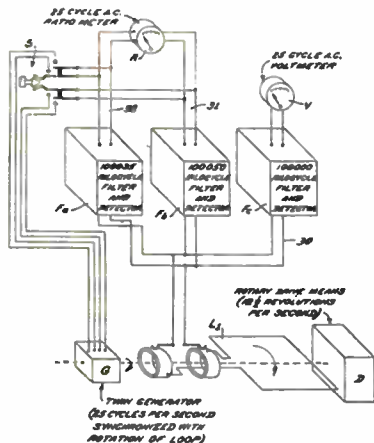 25 CYCLE A.C.
RATIO METER
R
S
25 CYCLE A.C.
VOLTMETER
V
32
31
100025
KILOCYCLE
FILTER
AND
DETECTOR
Fa
100050
KILOCYCLE
FILTER
AND
DETECTOR
Fb
100000
KILOCYCLE
FILTER
AND
DETECTOR
Fc
30
ROTARY DRIVE MEANS
(12½ REVOLUTIONS
PER SECOND)
L1
G
D
TWIN GENERATOR
(25 CYCLES PER SECOND
SYNCHRONIZED WITH
ROTATION OF LOOP)